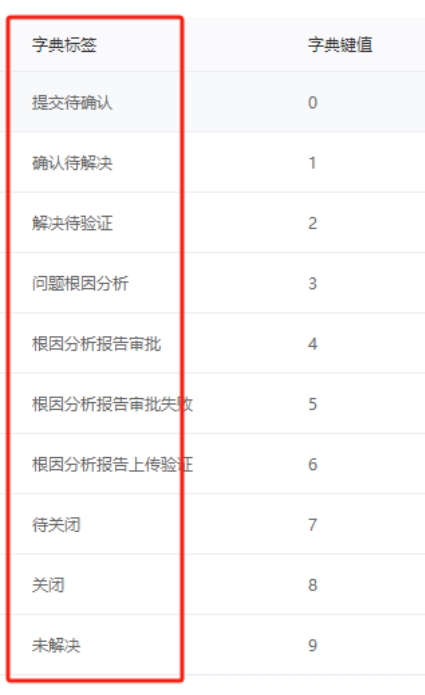 字典标签 字典键值
提交待确认 0
确认待解决 1
解决待验证 2
问题根因分析 3
根因分析报告审批 4
根因分析报告审批失败 5
根因分析报告上传验证 6
待关闭 7
关闭 8
未解决 9